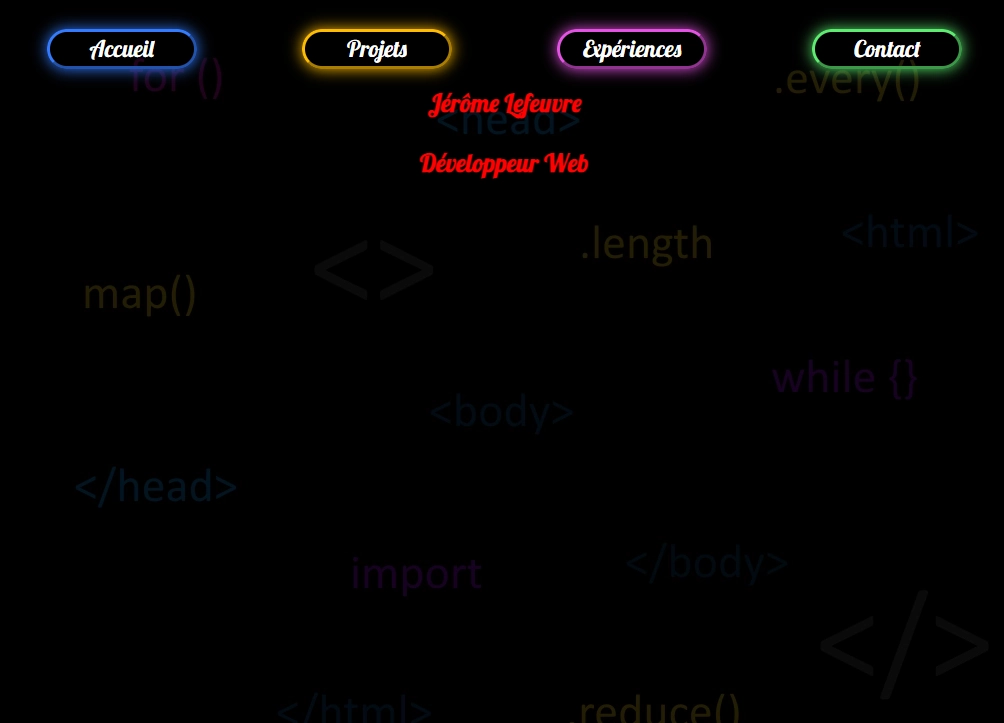 Accueil Projets Expériences Contact
for () .every()
Jérôme Lefeuvre
<head>
Développeur Web
<html>
.length
<>
map()
while {}
<body>
</head>
</body>
import
</>
</html> .reduce()